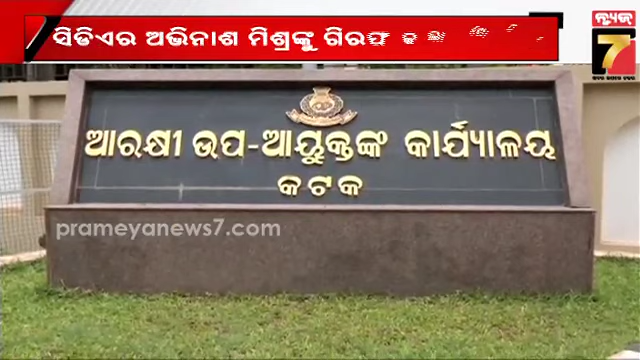 ସିଡିଏର ଅଭିନାଶ ମିଶ୍ରଙ୍କୁ ଗିରଫ
ନ୍ୟୁଜ୍
7
ଆରକ୍ଷୀ ଉପ-ଆୟୁକ୍ତଙ୍କ କାର୍ଯ୍ୟାଳୟ
କଟକ
prameyanews7.com